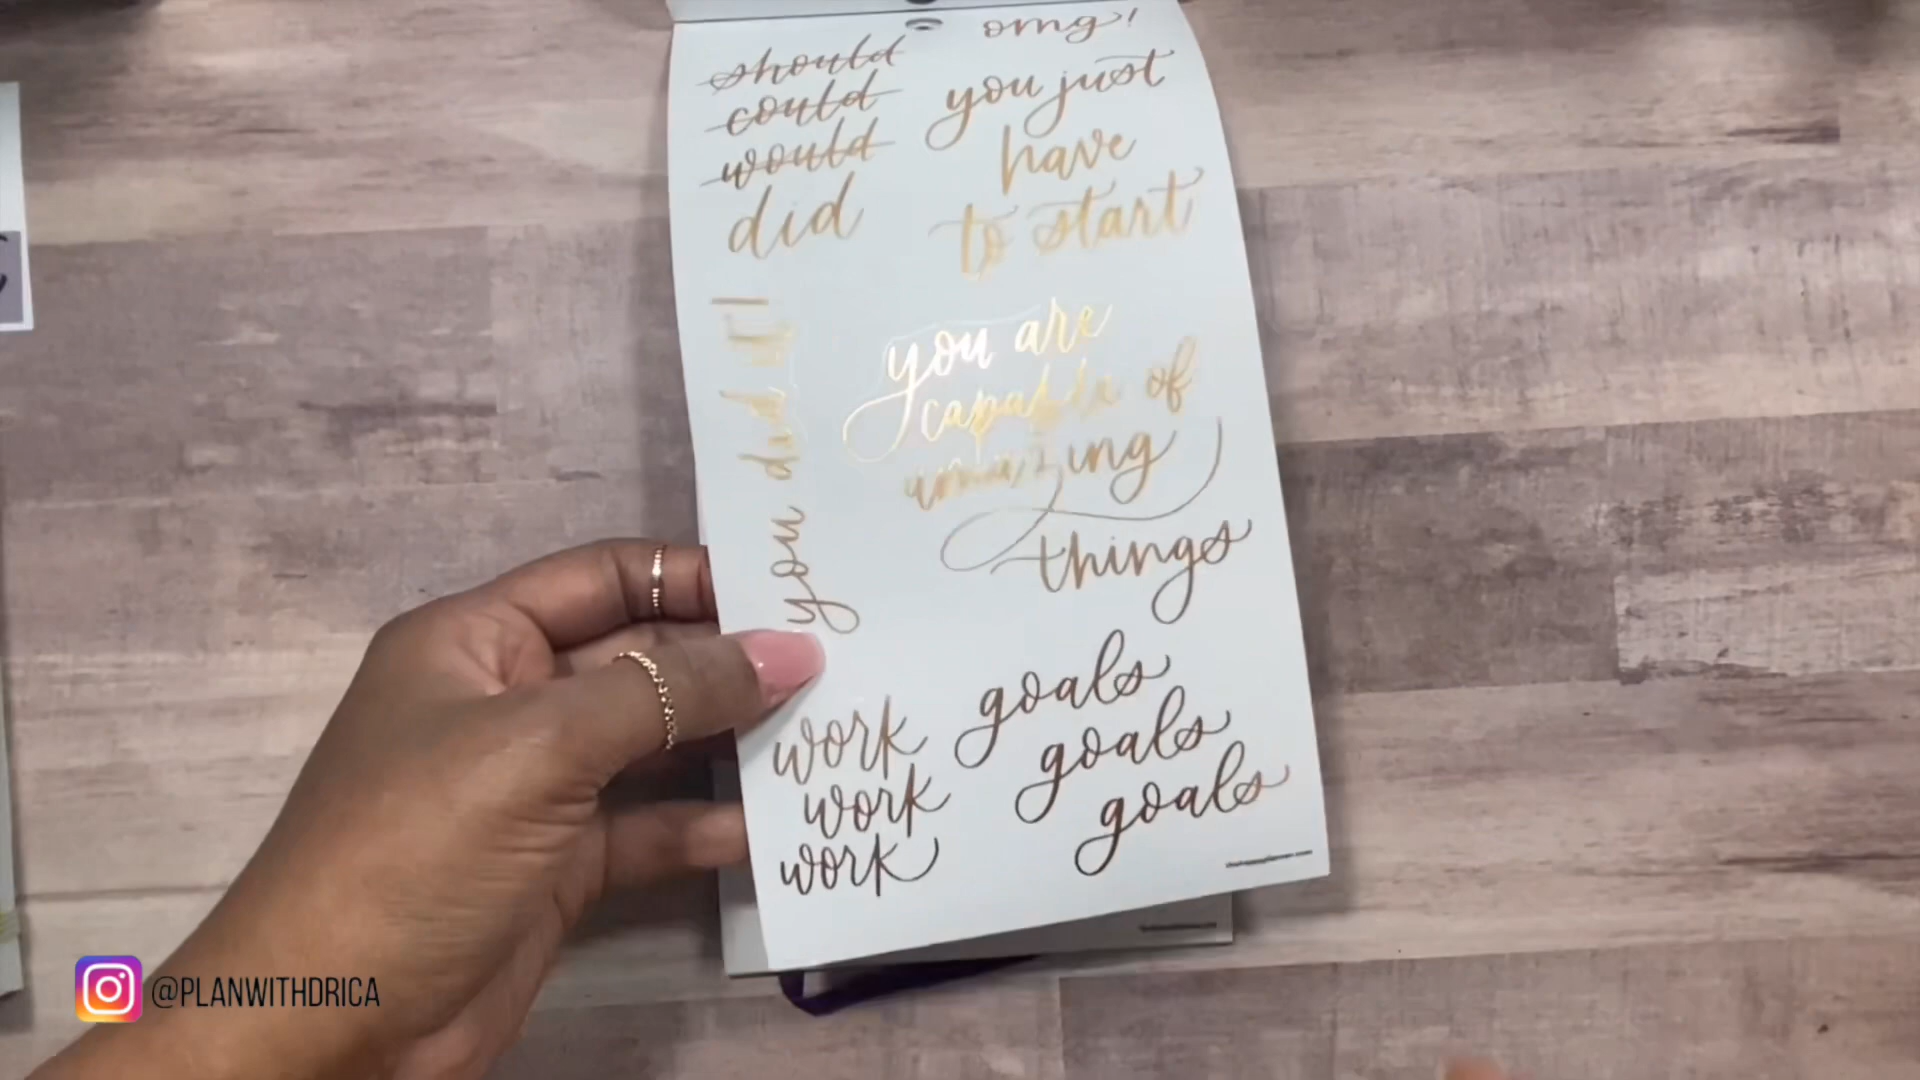 should
could
would
did
omg!
you just
have
to start
you did it!
you are
capable of
amazing
things
work
work
work
goals
goals
goals
@PLANWITHDRICA